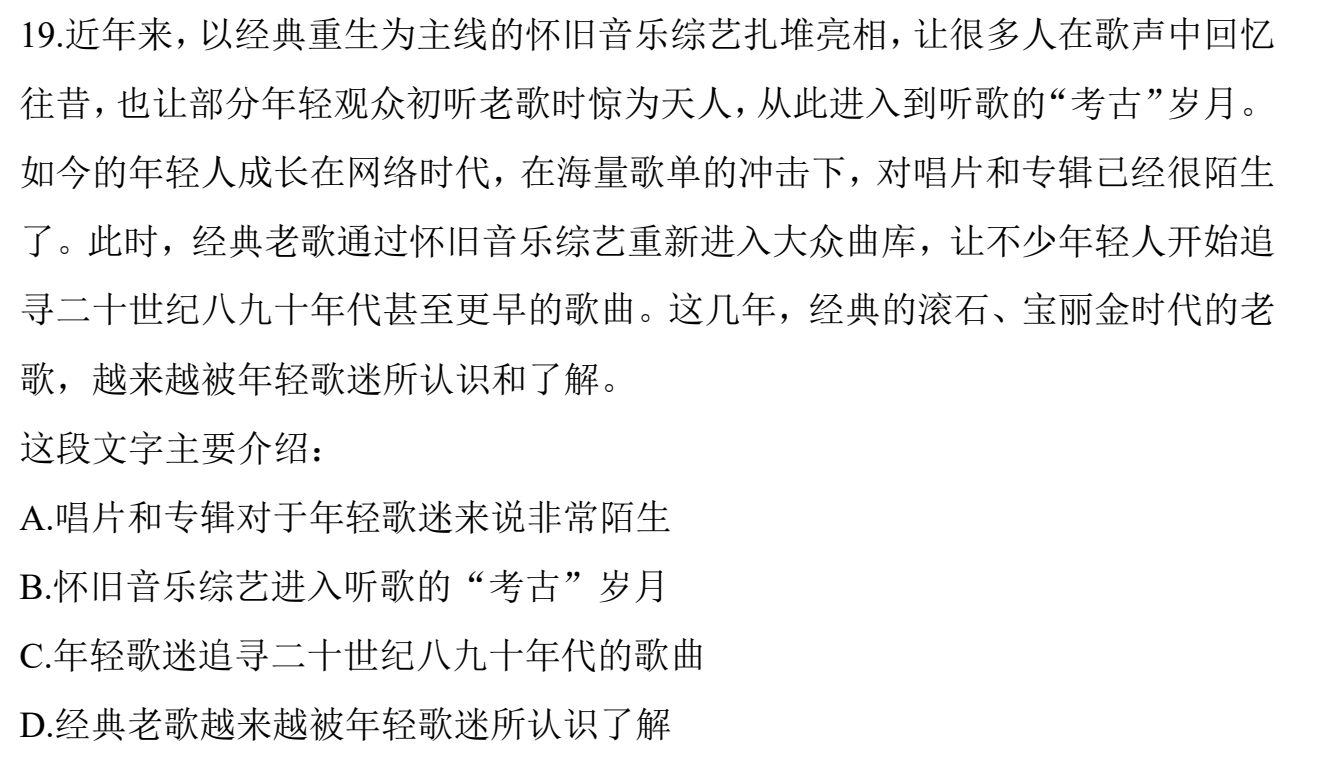 19.近年来，以经典重生为主线的怀旧音乐综艺扎堆亮相，让很多人在歌声中回忆
往昔，也让部分年轻观众初听老歌时惊为天人，从此进入到听歌的“考古”岁月。
如今的年轻人成长在网络时代，在海量歌单的冲击下，对唱片和专辑已经很陌生
了。此时，经典老歌通过怀旧音乐综艺重新进入大众曲库，让不少年轻人开始追
寻二十世纪八九十年代甚至更早的歌曲。这几年，经典的滚石、宝丽金时代的老
歌，越来越被年轻歌迷所认识和了解。
这段文字主要介绍：
A.唱片和专辑对于年轻歌迷来说非常陌生
B.怀旧音乐综艺进入听歌的“考古”岁月
C.年轻歌迷追寻二十世纪八九十年代的歌曲
D.经典老歌越来越被年轻歌迷所认识了解